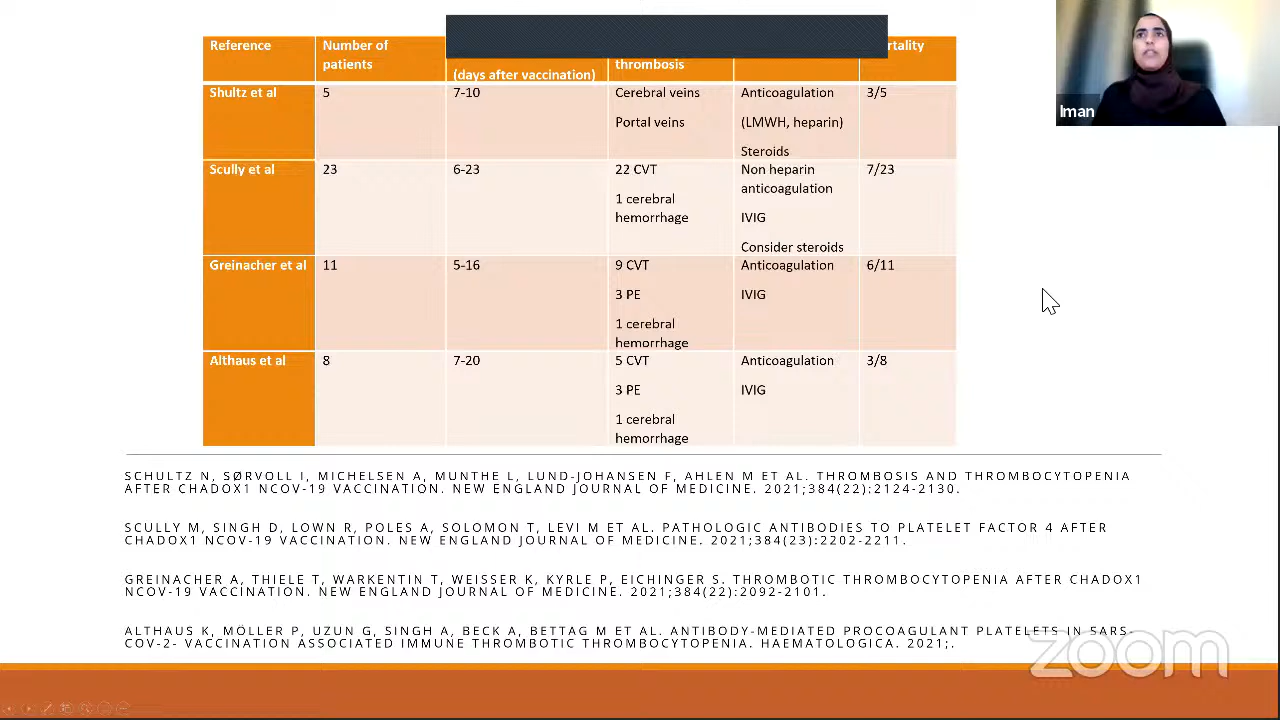 Reference
Number of
patients
(days after vaccination)
thrombosis
rtality
Shultz et al
5
7-10
Cerebral veins
Portal veins
Anticoagulation
(LMWH, heparin)
Steroids
3/5
Scully et al
23
6-23
22 CVT
1 cerebral
hemorrhage
Non heparin
anticoagulation
IVIG
Consider steroids
7/23
Greinacher et al
11
5-16
9 CVT
3 PE
1 cerebral
hemorrhage
Anticoagulation
IVIG
6/11
Althaus et al
8
7-20
5 CVT
3 PE
1 cerebral
hemorrhage
Anticoagulation
IVIG
3/8
SCHULTZ N, SØRVOLL I, MICHELSEN A, MUNTHE L, LUND-JOHANSEN F, AHLEN M ET AL. THROMBOSIS AND THROMBOCYTOPENIA
AFTER CHADOX1 NCOV-19 VACCINATION. NEW ENGLAND JOURNAL OF MEDICINE. 2021;384(22):2124-2130.
SCULLY M, SINGH D, LOWN R, POLES A, SOLOMON T, LEVI M ET AL. PATHOLOGIC ANTIBODIES TO PLATELET FACTOR 4 AFTER
CHADOX1 NCOV-19 VACCINATION. NEW ENGLAND JOURNAL OF MEDICINE. 2021;384(23):2202-2211.
GREINACHER A, THIELE T, WARKENTIN T, WEISSER K, KYRLE P, EICHINGER S. THROMBOTIC THROMBOCYTOPENIA AFTER CHADOX1
NCOV-19 VACCINATION. NEW ENGLAND JOURNAL OF MEDICINE. 2021;384(22):2092-2101.
ALTHAUS K, MÖLLER P, UZUN G, SINGH A, BECK A, BETTAG M ET AL. ANTIBODY-MEDIATED PROCOAGULANT PLATELETS IN SARS-
COV-2- VACCINATION ASSOCIATED IMMUNE THROMBOTIC THROMBOCYTOPENIA. HAEMATOLOGICA. 2021;.
Iman
zoom